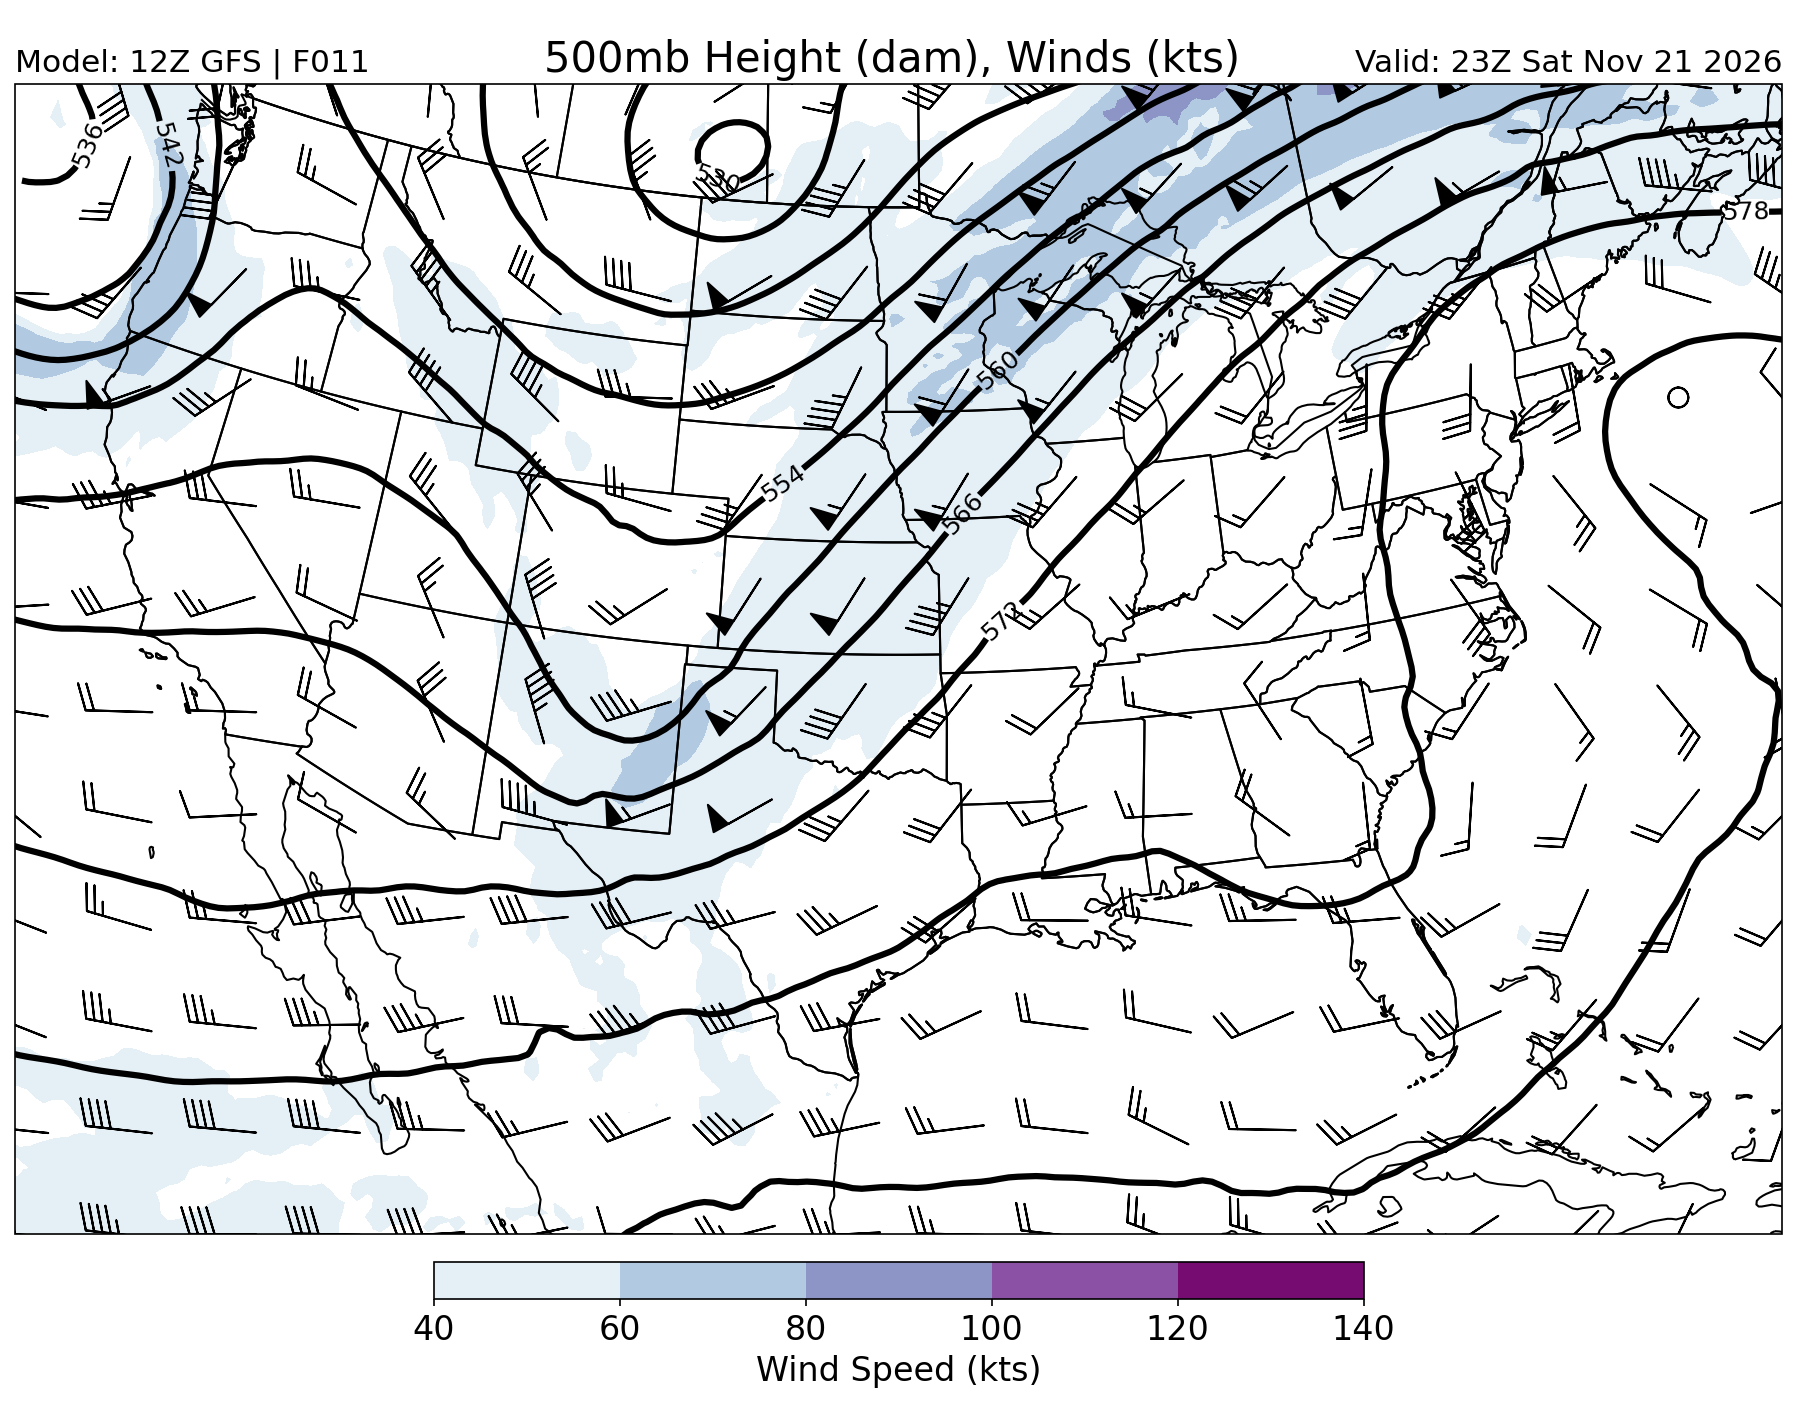 Model: 12Z GFS | F011
500mb Height (dam), Winds (kts)
Valid: 23Z Sat Nov 21 2026
536
542
530
578
560
554
566
572
40 60 80 100 120 140
Wind Speed (kts)